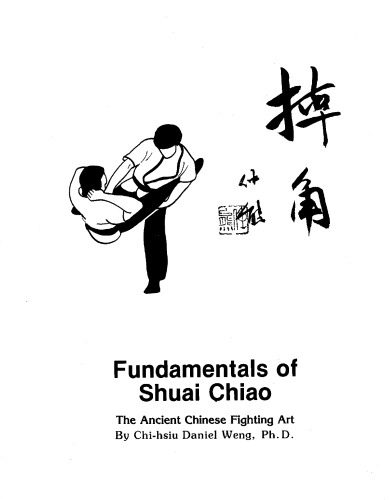 摔角
Fundamentals of
Shuai Chiao
The Ancient Chinese Fighting Art
By Chi-hsiu Daniel Weng, Ph.D.